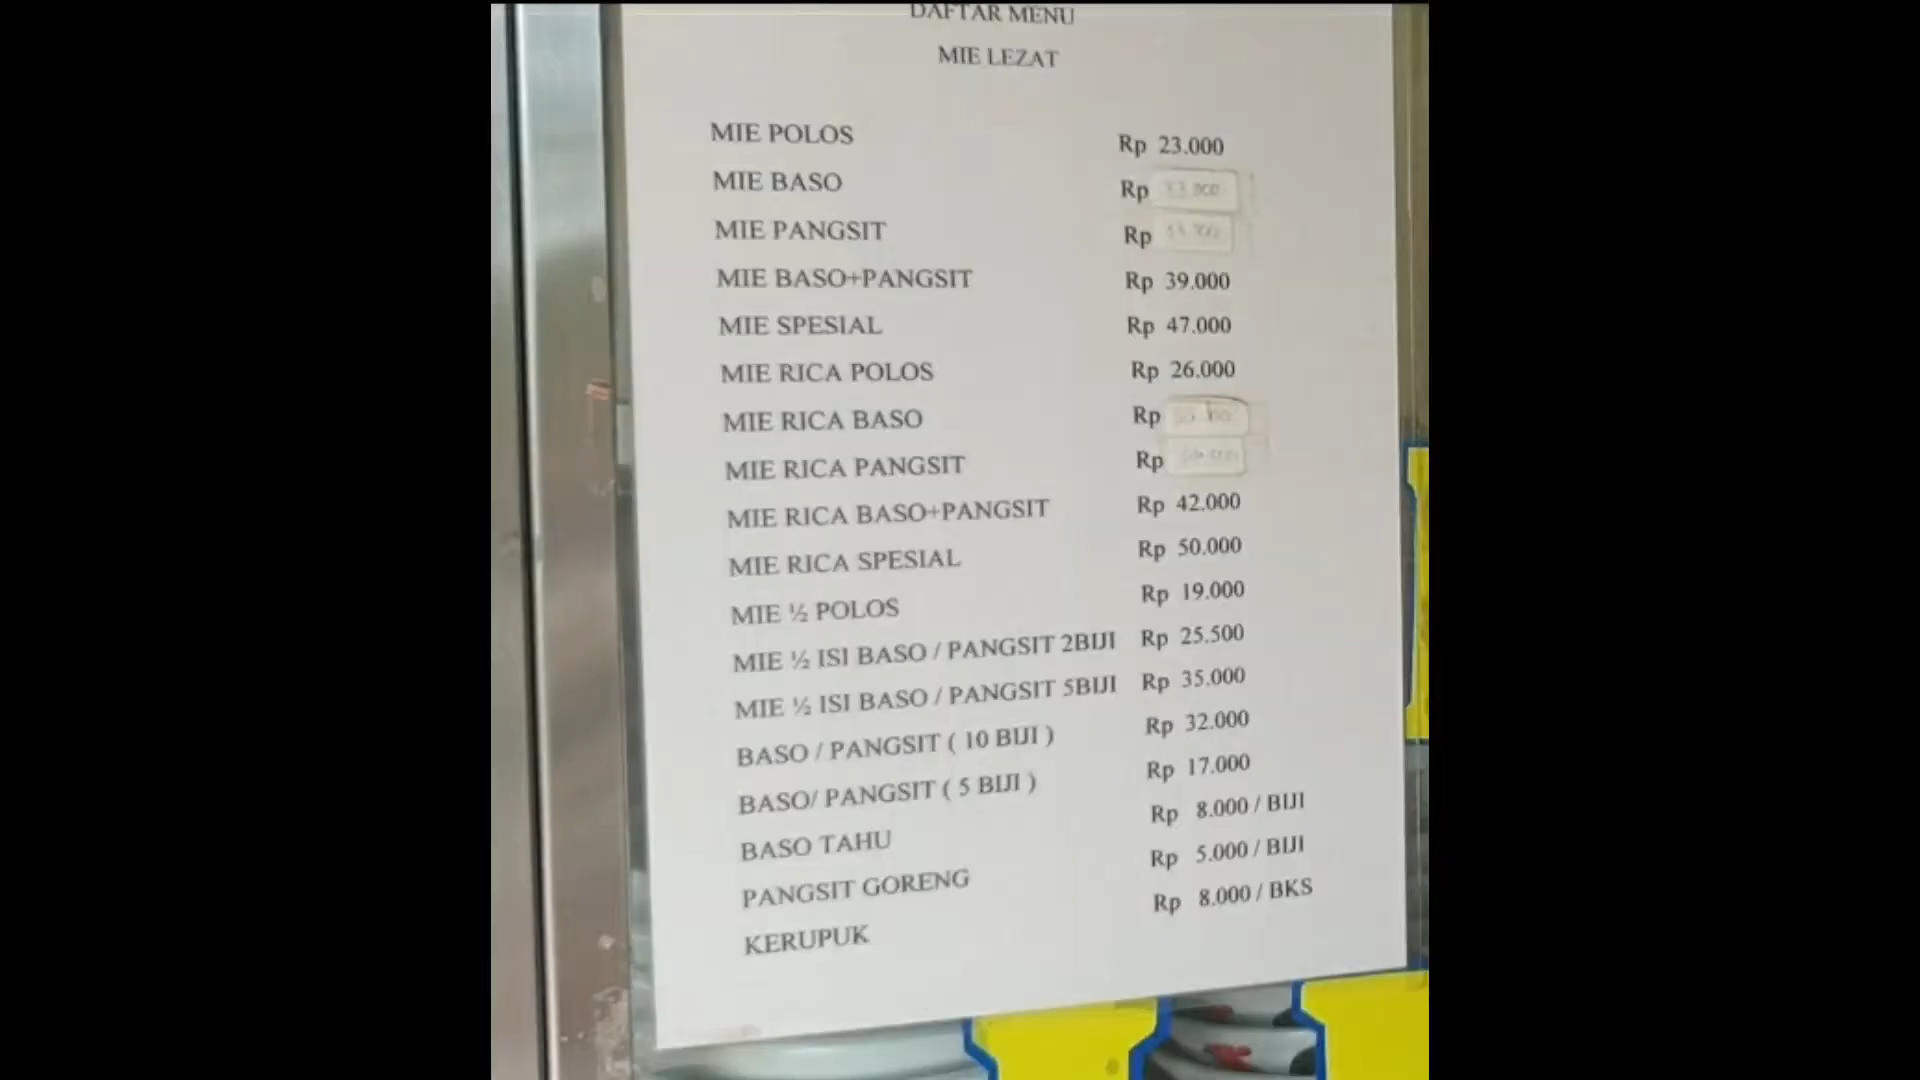 DAFTAR MENU
MIE LEZAT
MIE POLOS Rp 23.000
MIE BASO Rp 33.000
MIE PANGSIT Rp
MIE BASO+PANGSIT Rp 39.000
MIE SPESIAL Rp 47.000
MIE RICA POLOS Rp 26.000
MIE RICA BASO Rp
MIE RICA PANGSIT Rp
MIE RICA BASO+PANGSIT Rp 42.000
MIE RICA SPESIAL Rp 50.000
MIE ½ POLOS Rp 19.000
MIE ½ ISI BASO / PANGSIT 2BIJI Rp 25.500
MIE ½ ISI BASO / PANGSIT 5BIJI Rp 35.000
BASO / PANGSIT ( 10 BIJI ) Rp 32.000
BASO/ PANGSIT ( 5 BIJI ) Rp 17.000
BASO TAHU Rp 8.000 / BIJI
PANGSIT GORENG Rp 5.000 / BIJI
KERUPUK Rp 8.000 / BKS